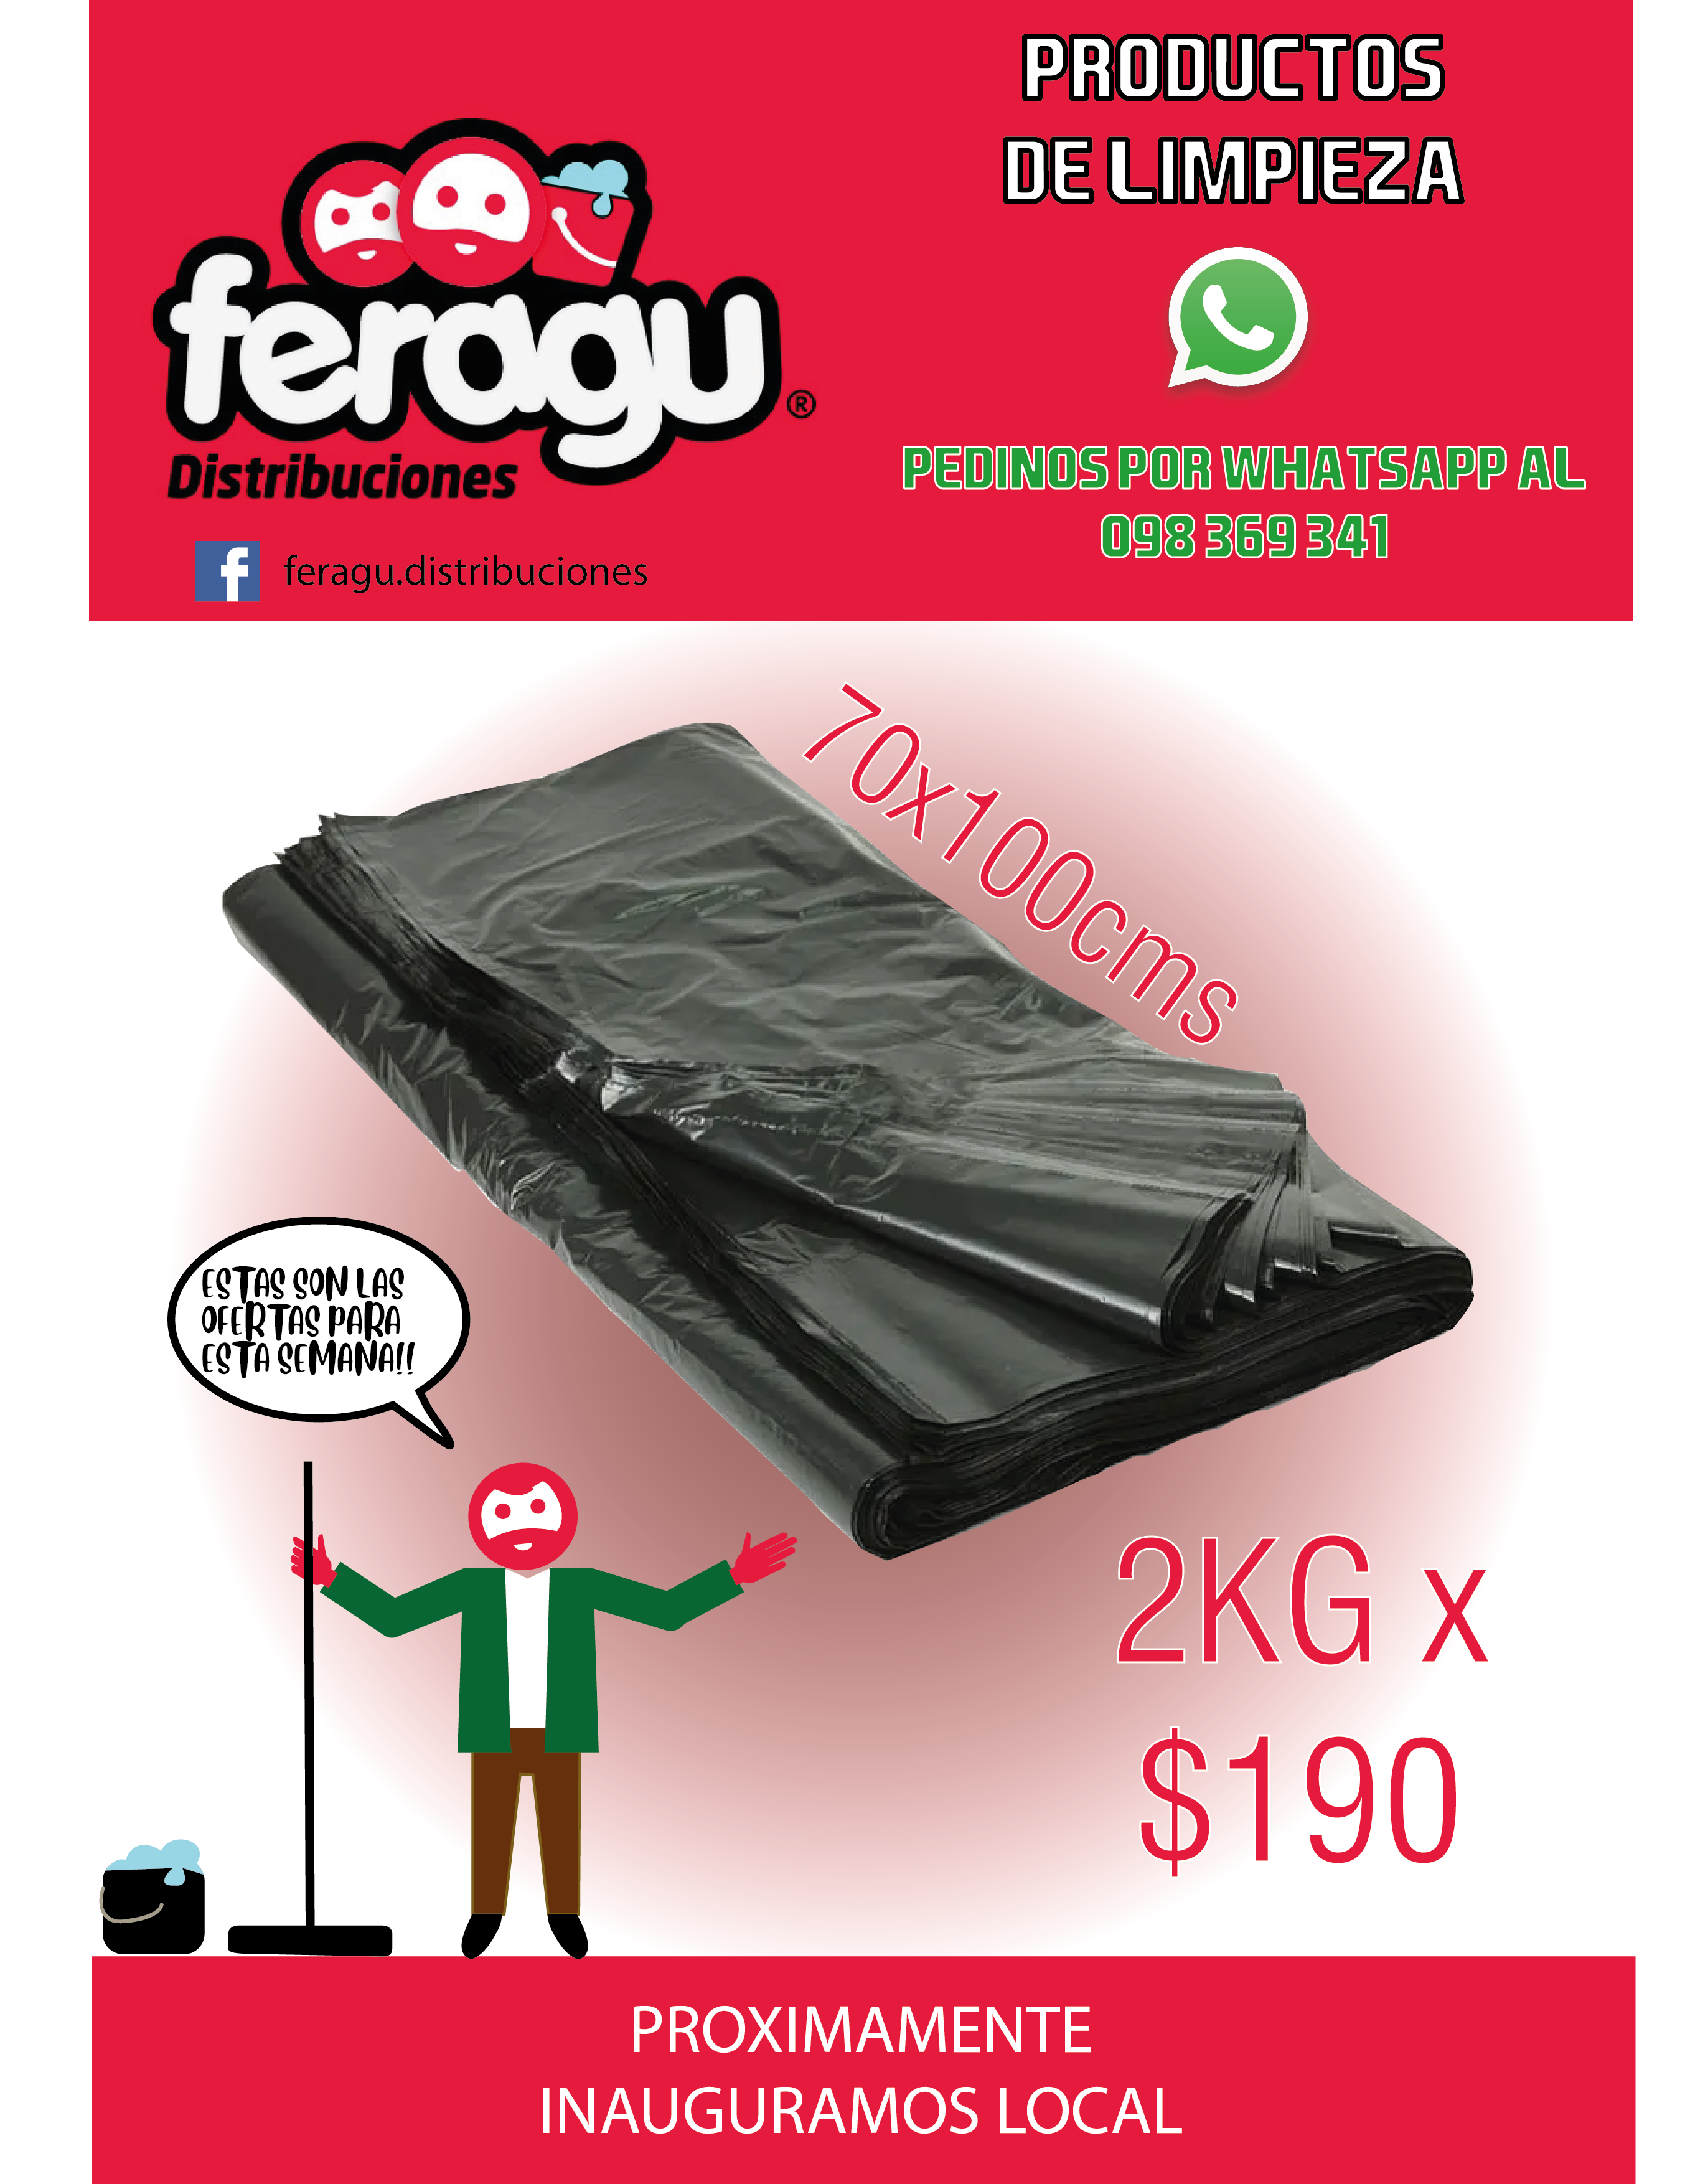 PRODUCTOS
DE LIMPIEZA
feragu®
Distribuciones
PEDINOS POR WHATSAPP AL
098 369 341
f feragu.distribuciones
70x100cms
ESTAS SON LAS
OFERTAS PARA
ESTA SEMANA!!
2KG x
$190
PROXIMAMENTE
INAUGURAMOS LOCAL